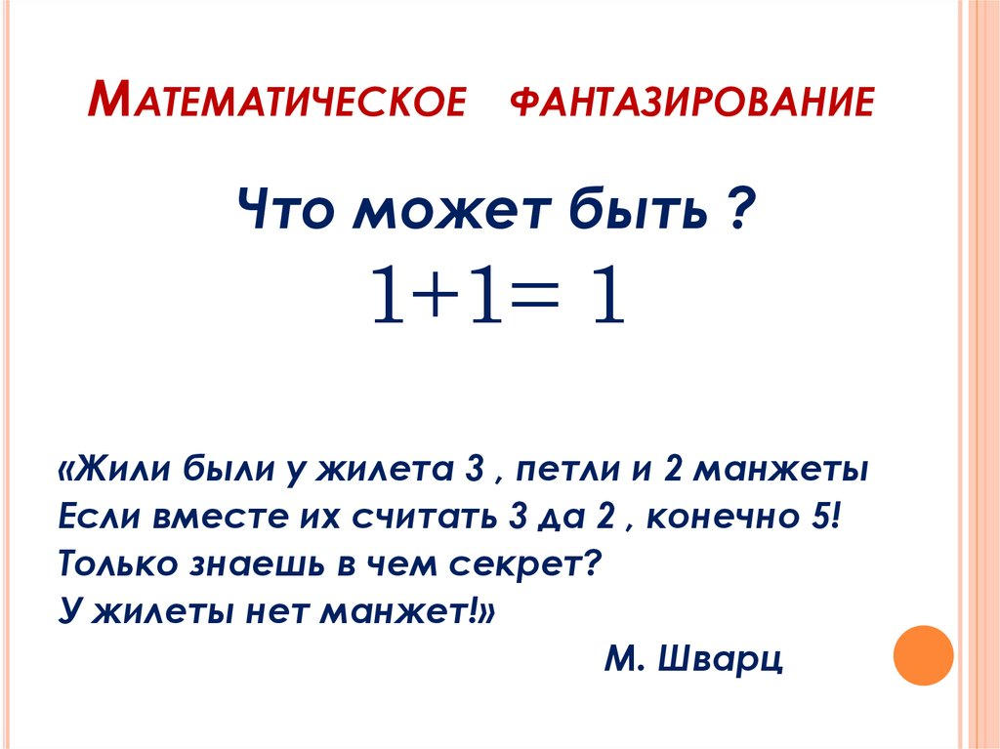 МАТЕМАТИЧЕСКОЕ ФАНТАЗИРОВАНИЕ
Что может быть ?
1+1= 1
«Жили были у жилета 3 , петли и 2 манжеты
Если вместе их считать 3 да 2 , конечно 5!
Только знаешь в чем секрет?
У жилеты нет манжет!»
М. Шварц